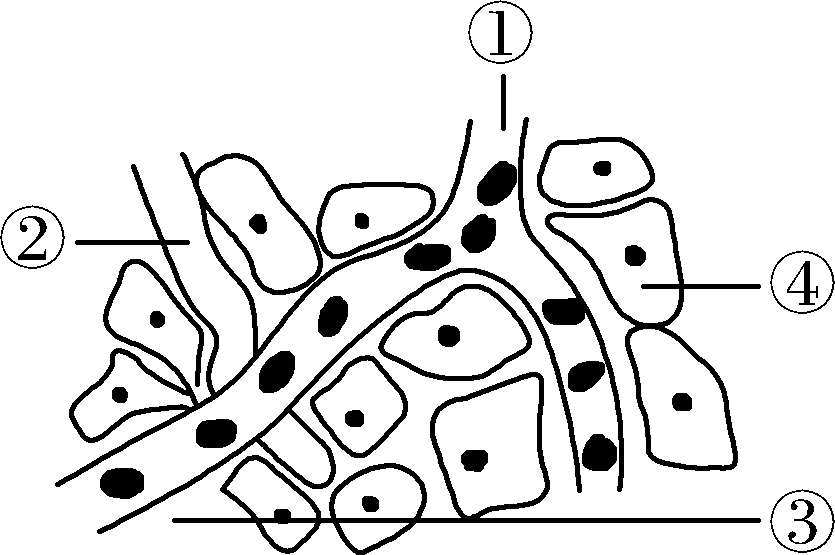 ①
②
④
③